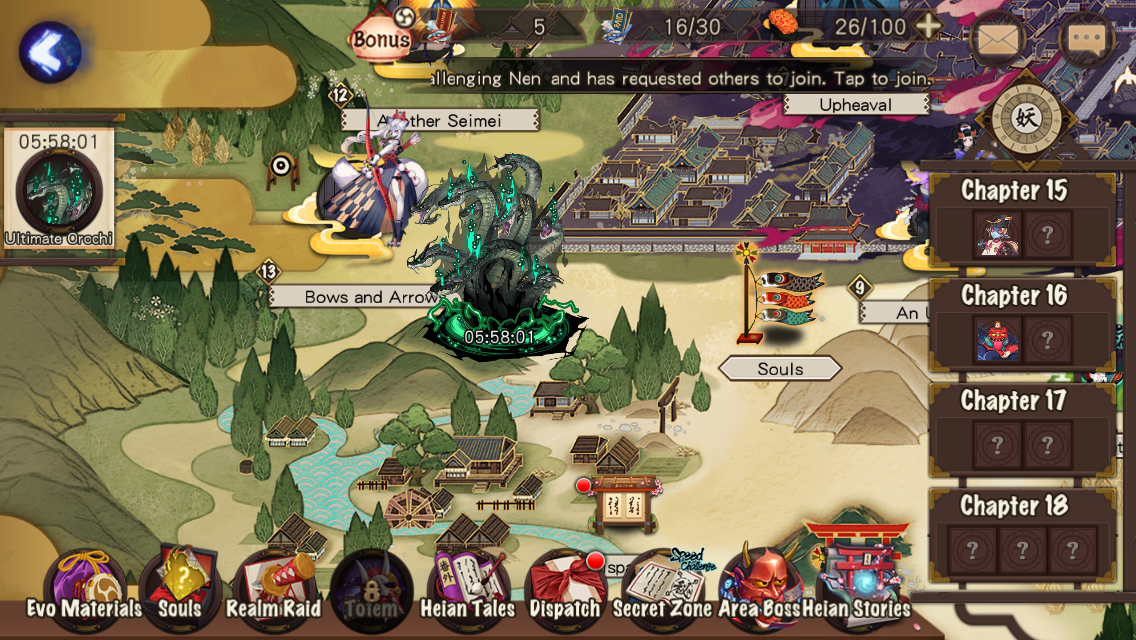 Bonus
5
16/30
26/100
allenging Nen and has requested others to join. Tap to join.
05:58:01
Ultimate Orochi
12
Another Seimei
Upheaval
妖
Chapter 15
?
Chapter 16
?
Chapter 17
? ?
Chapter 18
? ? ?
13
Bows and Arrow
05:58:01
9
An
Souls
Speed
Challenge
Evo Materials
Souls
Realm Raid
Totem
Heian Tales
Dispatch
Secret Zone
Area Boss
Heian Stories